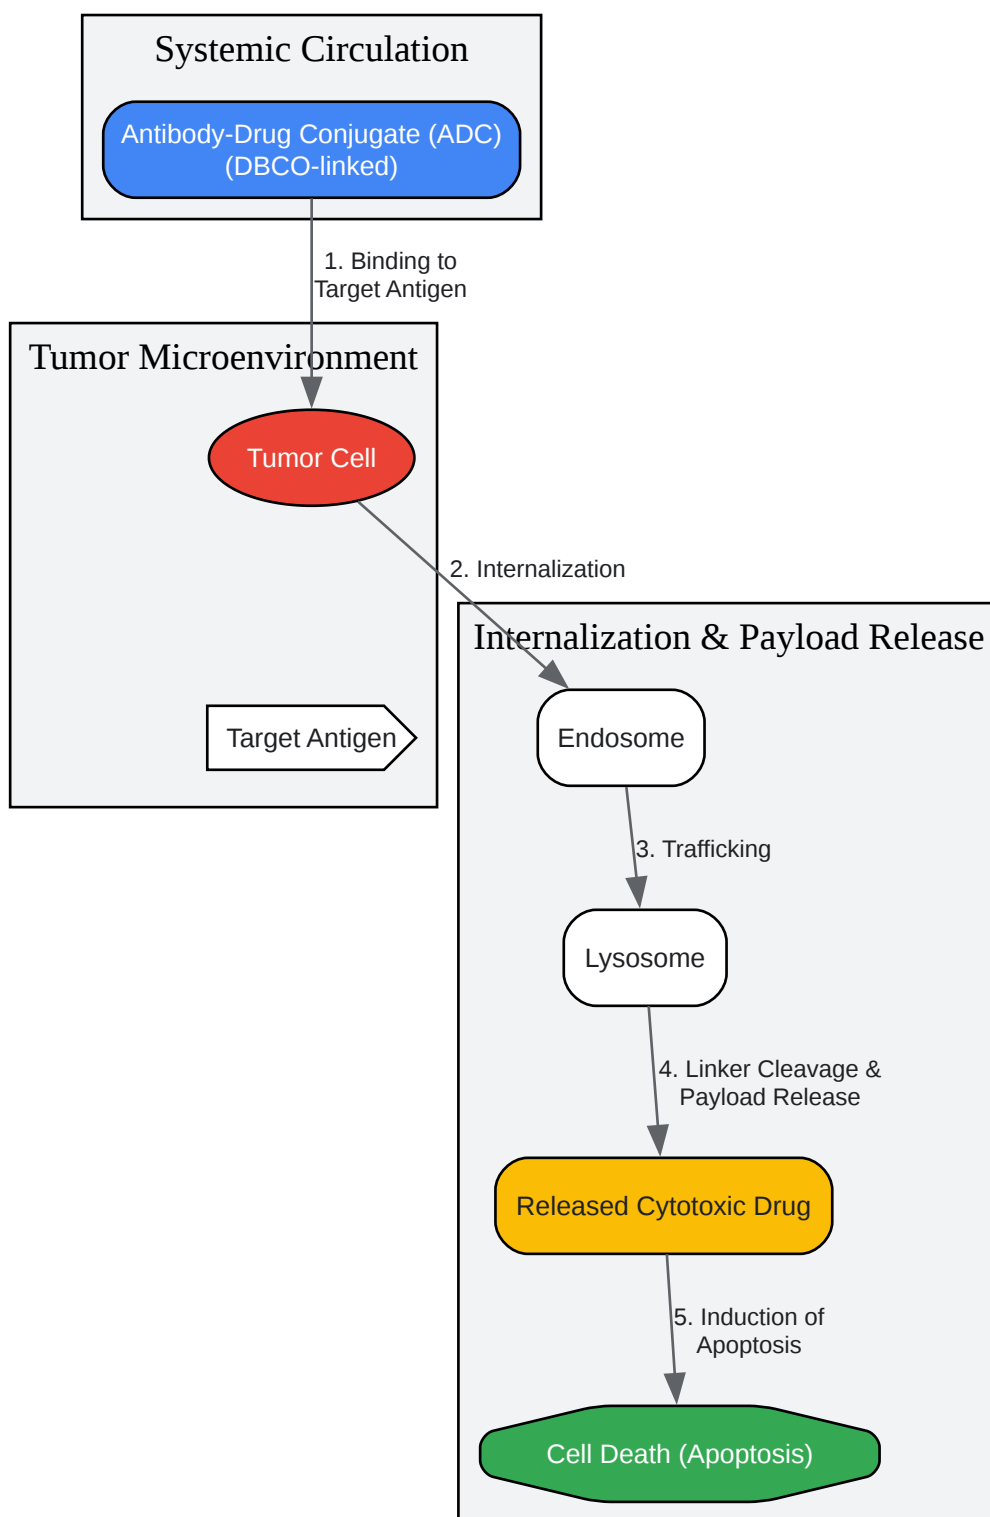 Systemic Circulation
Antibody-Drug Conjugate (ADC)
(DBCO-linked)
1. Binding to
Target Antigen
Tumor Microenvironment
Tumor Cell
2. Internalization
Internalization & Payload Release
Target Antigen
Endosome
3. Trafficking
Lysosome
4. Linker Cleavage &
Payload Release
Released Cytotoxic Drug
5. Induction of
Apoptosis
Cell Death (Apoptosis)